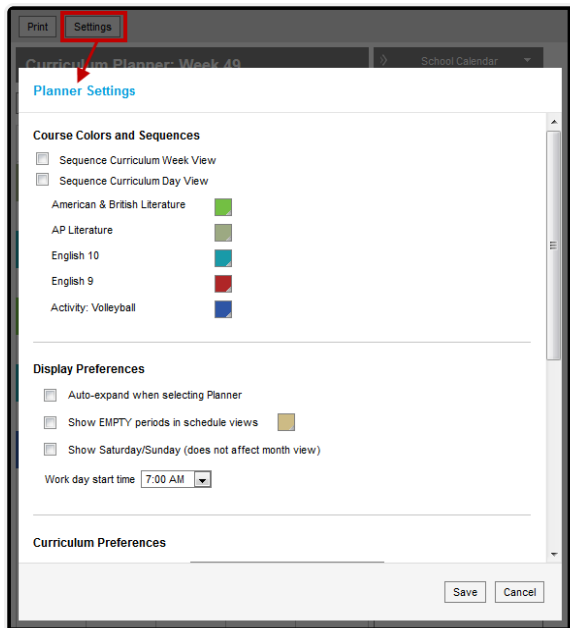 Print Settings
Curriculum Planner: Week 49 School Calendar
Planner Settings
Course Colors and Sequences
Sequence Curriculum Week View
Sequence Curriculum Day View
American & British Literature
AP Literature
English 10
English 9
Activity: Volleyball
Display Preferences
Auto-expand when selecting Planner
Show EMPTY periods in schedule views
Show Saturday/Sunday (does not affect month view)
Work day start time 7:00 AM
Curriculum Preferences
Save Cancel